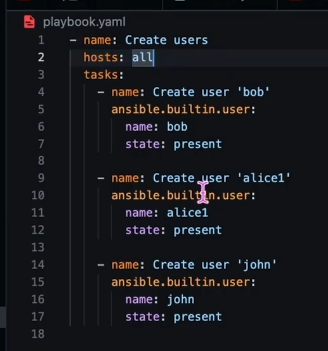 playbook.yaml
1 - name: Create users
2 hosts: all
3 tasks:
4 - name: Create user 'bob'
5 ansible.builtin.user:
6 name: bob
7 state: present
8
9 - name: Create user 'alice1'
10 ansible.builtin.user:
11 name: alice1
12 state: present
13
14 - name: Create user 'john'
15 ansible.builtin.user:
16 name: john
17 state: present
18